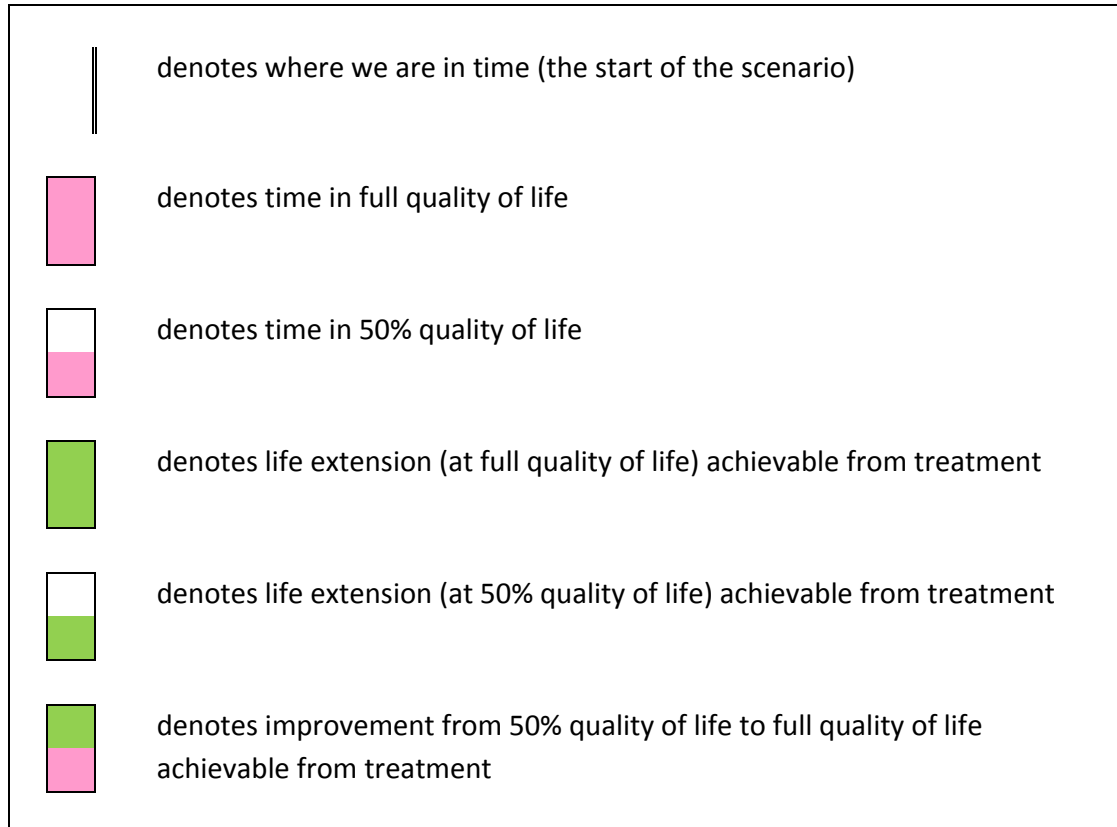 denotes where we are in time (the start of the scenario)
denotes time in full quality of life
denotes time in 50% quality of life
denotes life extension (at full quality of life) achievable from treatment
denotes life extension (at 50% quality of life) achievable from treatment
denotes improvement from 50% quality of life to full quality of life
achievable from treatment